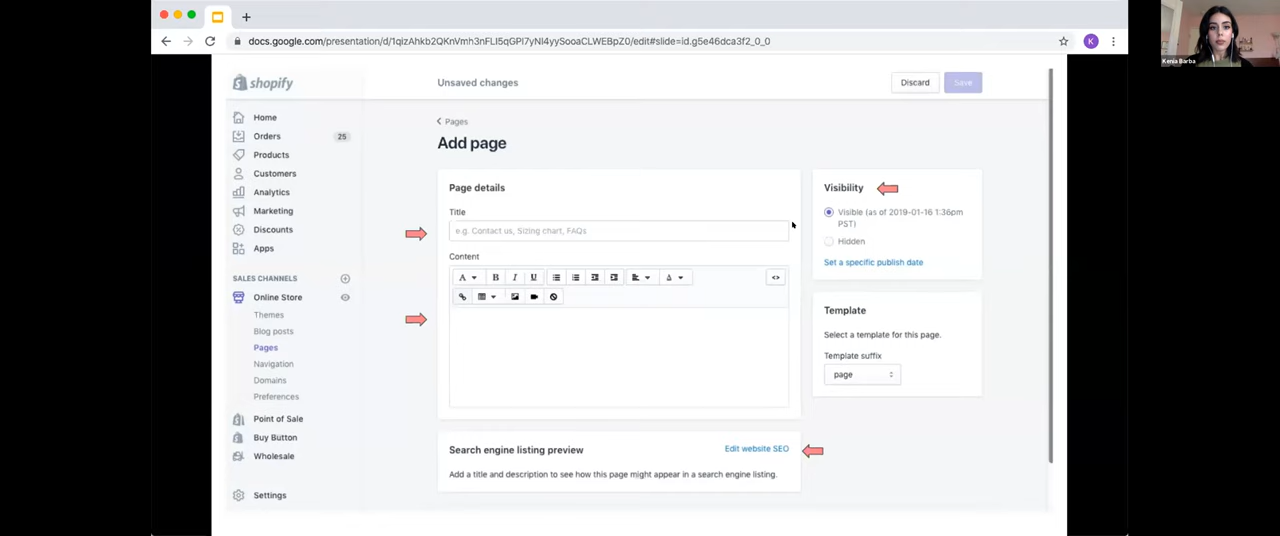 docs.google.com/presentation/d/1qizAhkb2QKnVmh3nFLI5qGPI7yNl4yySooaCLWEBpZ0/edit#slide=id.g5e46dca3f2_0_0
K
Kenia Barba
shopify
Unsaved changes
Discard
Save
Home
Orders
25
Products
Customers
Analytics
Marketing
Discounts
Apps
SALES CHANNELS
Online Store
Themes
Blog posts
Pages
Navigation
Domains
Preferences
Point of Sale
Buy Button
Wholesale
Settings
Pages
Add page
Page details
Title
e.g. Contact us, Sizing chart, FAQs
Content
A
B
I
U
A
Search engine listing preview
Edit website SEO
Add a title and description to see how this page might appear in a search engine listing.
Visibility
Visible (as of 2019-01-16 1:36pm
PST)
Hidden
Set a specific publish date
Template
Select a template for this page.
Template suffix
page